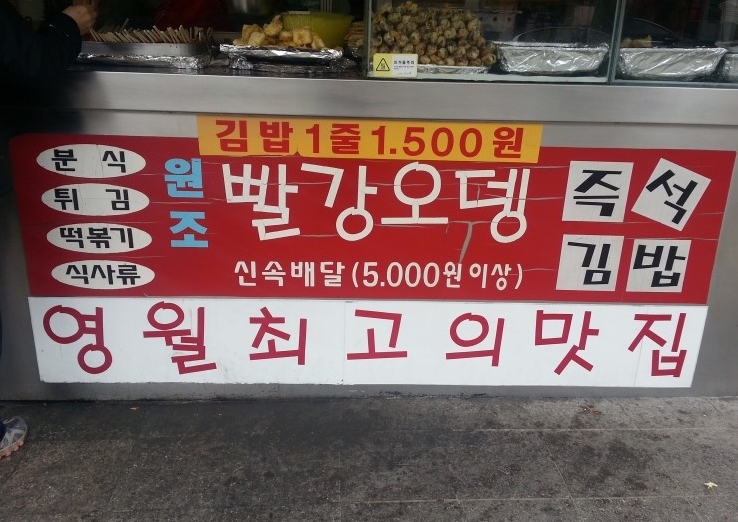 김밥1줄1.500원
분식
튀김
떡볶기
식사류
원조
빨강오뎅
신속배달(5.000원이상)
즉석
김밥
영월최고의맛집